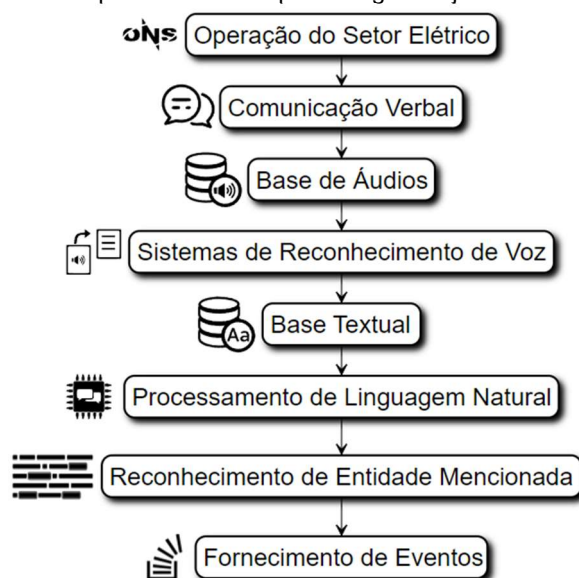 ONS Operação do Setor Elétrico
Comunicação Verbal
Base de Áudios
Sistemas de Reconhecimento de Voz
Aa Base Textual
Processamento de Linguagem Natural
Reconhecimento de Entidade Mencionada
Fornecimento de Eventos